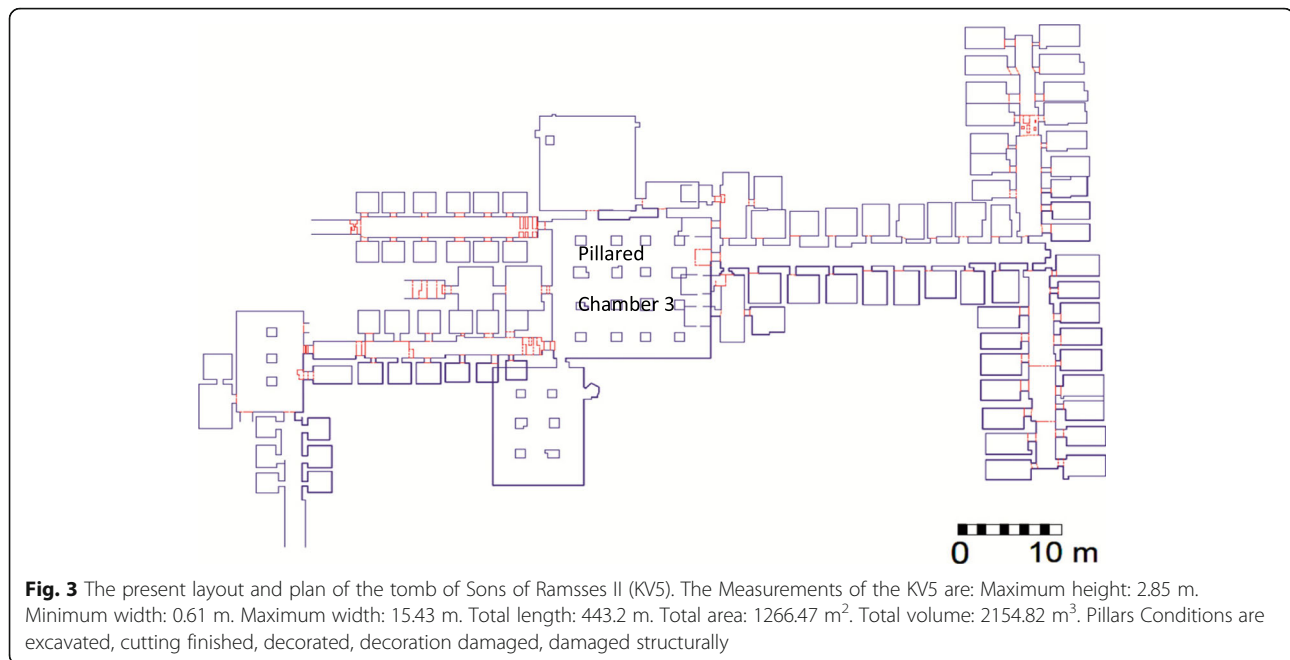 Pillared
Chamber 3
0 10 m
Fig. 3 The present layout and plan of the tomb of Sons of Ramsses II (KV5). The Measurements of the KV5 are: Maximum height: 2.85 m.
Minimum width: 0.61 m. Maximum width: 15.43 m. Total length: 443.2 m. Total area: 1266.47 m². Total volume: 2154.82 m³. Pillars Conditions are
excavated, cutting finished, decorated, decoration damaged, damaged structurally